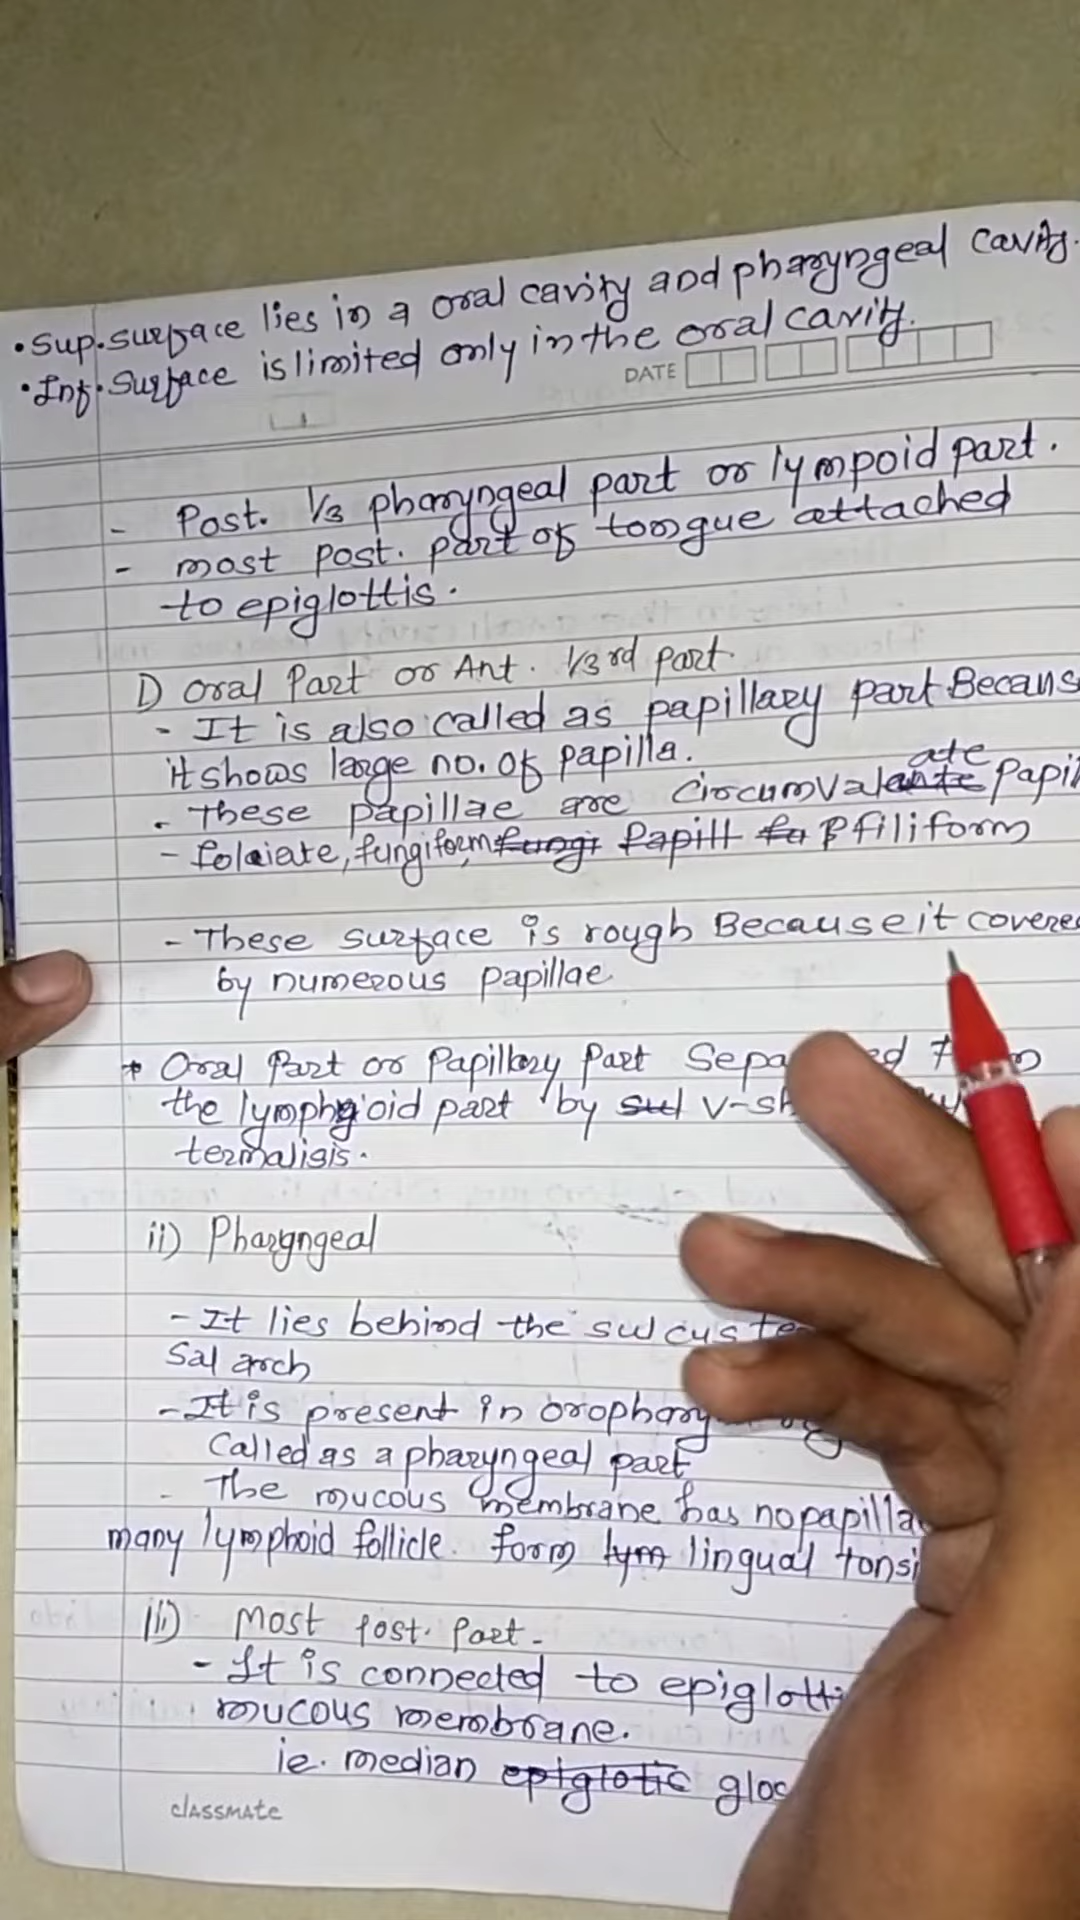 • Sup. surface lies in a oral cavity and pharyngeal cavity.
• Inf. Surface is limited only in the oral cavity.
DATE
- Post. 1/3 pharyngeal part or lympoid part.
- most post. part of tongue attached
to epiglottis.
I) Oral Part or Ant. 1/3rd part
- It is also called as papillary part Becaus
it shows large no. of papilla.
- These papillae are circumvalate papil
- folciate, fungiform, filiform
- These surface is rough Because it covered
by numerous papillae
* Oral Part or Papillary Part
the lymphoid part by
termalisis.
ii) Pharyngeal
- It lies behind the sulcus
sal arch
- It is present in
Called as a pharyngeal part
- The mucous membrane has no papilla
many lymphoid follicle. form lingual tonsi
iii) Most Post. Part.
- It is connected to epiglotti
mucous membrane.
ie. median glos
classmate